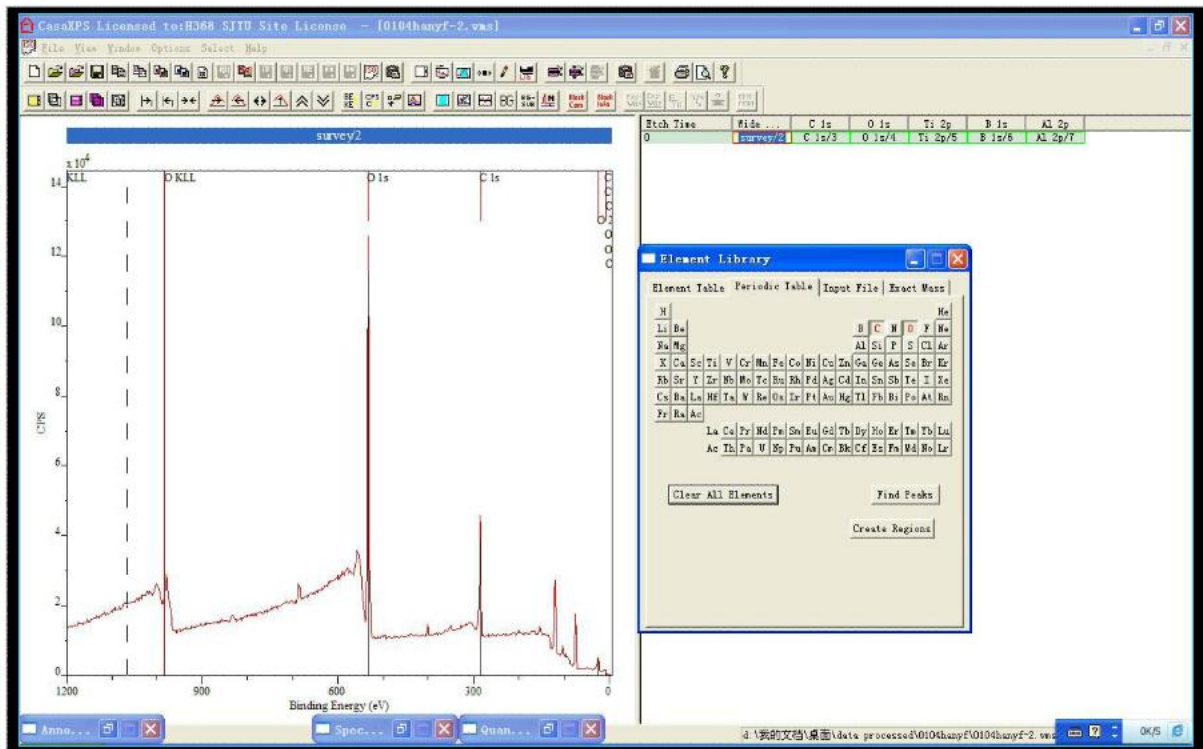 CasaXPS Licensed to:H368 SJTU Site License - [0104hanyf-2.vms]
File View Window Options Select Help
survey2
Etch Time Wide ... C 1s O 1s Ti 2p B 1s Al 2p
0 survey/2 C 1s/3 O 1s/4 Ti 2p/5 B 1s/6 Al 2p/7
x 10^4
KLL O KLL O 1s C 1s
14
12
10
8
6
4
2
0
CPS
1200 900 600 300 0
Binding Energy (eV)
Element Library
Element Table Periodic Table Input File Exact Mass
H He
Li Be B C N O F Ne
Na Mg Al Si P S Cl Ar
K Ca Sc Ti V Cr Mn Fe Co Ni Cu Zn Ga Ge As Se Br Kr
Rb Sr Y Zr Nb Mo Tc Ru Rh Pd Ag Cd In Sn Sb Te I Xe
Cs Ba La Hf Ta W Re Os Ir Pt Au Hg Tl Pb Bi Po At Rn
Fr Ra Ac
La Ce Pr Nd Pm Sm Eu Gd Tb Dy Ho Er Tm Yb Lu
Ac Th Pa U Np Pu Am Cm Bk Cf Es Fm Md No Lr
Clear All Elements Find Peaks
Create Regions
Anno... Spec... Quan...
d:\我的文档\桌面\data processed\0104hanyf\0104hanyf-2.vms
0K/S